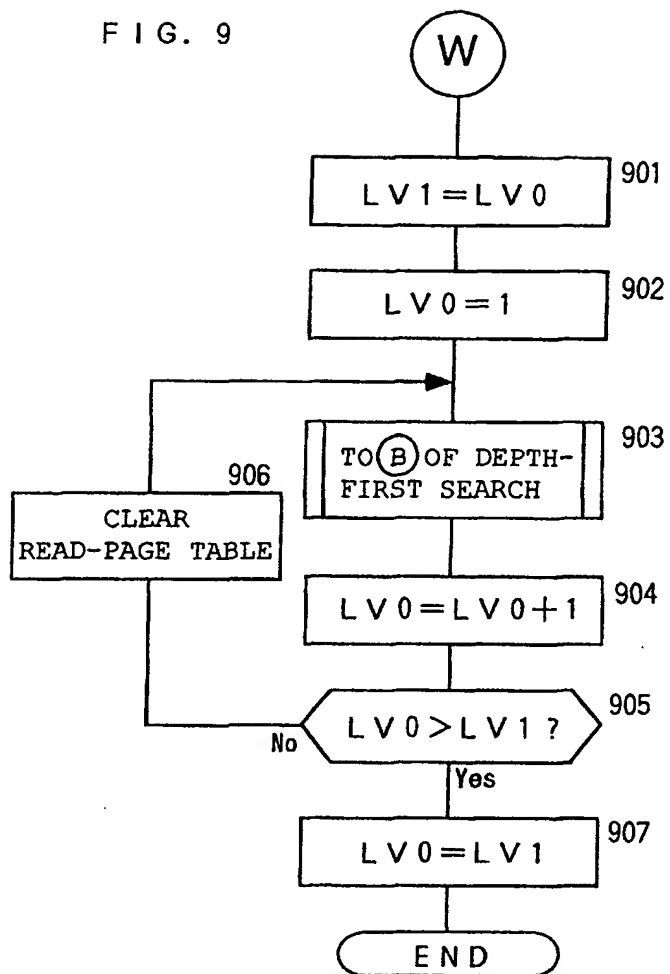 FIG. 9
W
LV1=LV0
901
LV0=1
902
TO B OF DEPTH-
FIRST SEARCH
903
906
CLEAR
READ-PAGE TABLE
LV0=LV0+1
904
LV0>LV1?
905
No
Yes
LV0=LV1
907
END